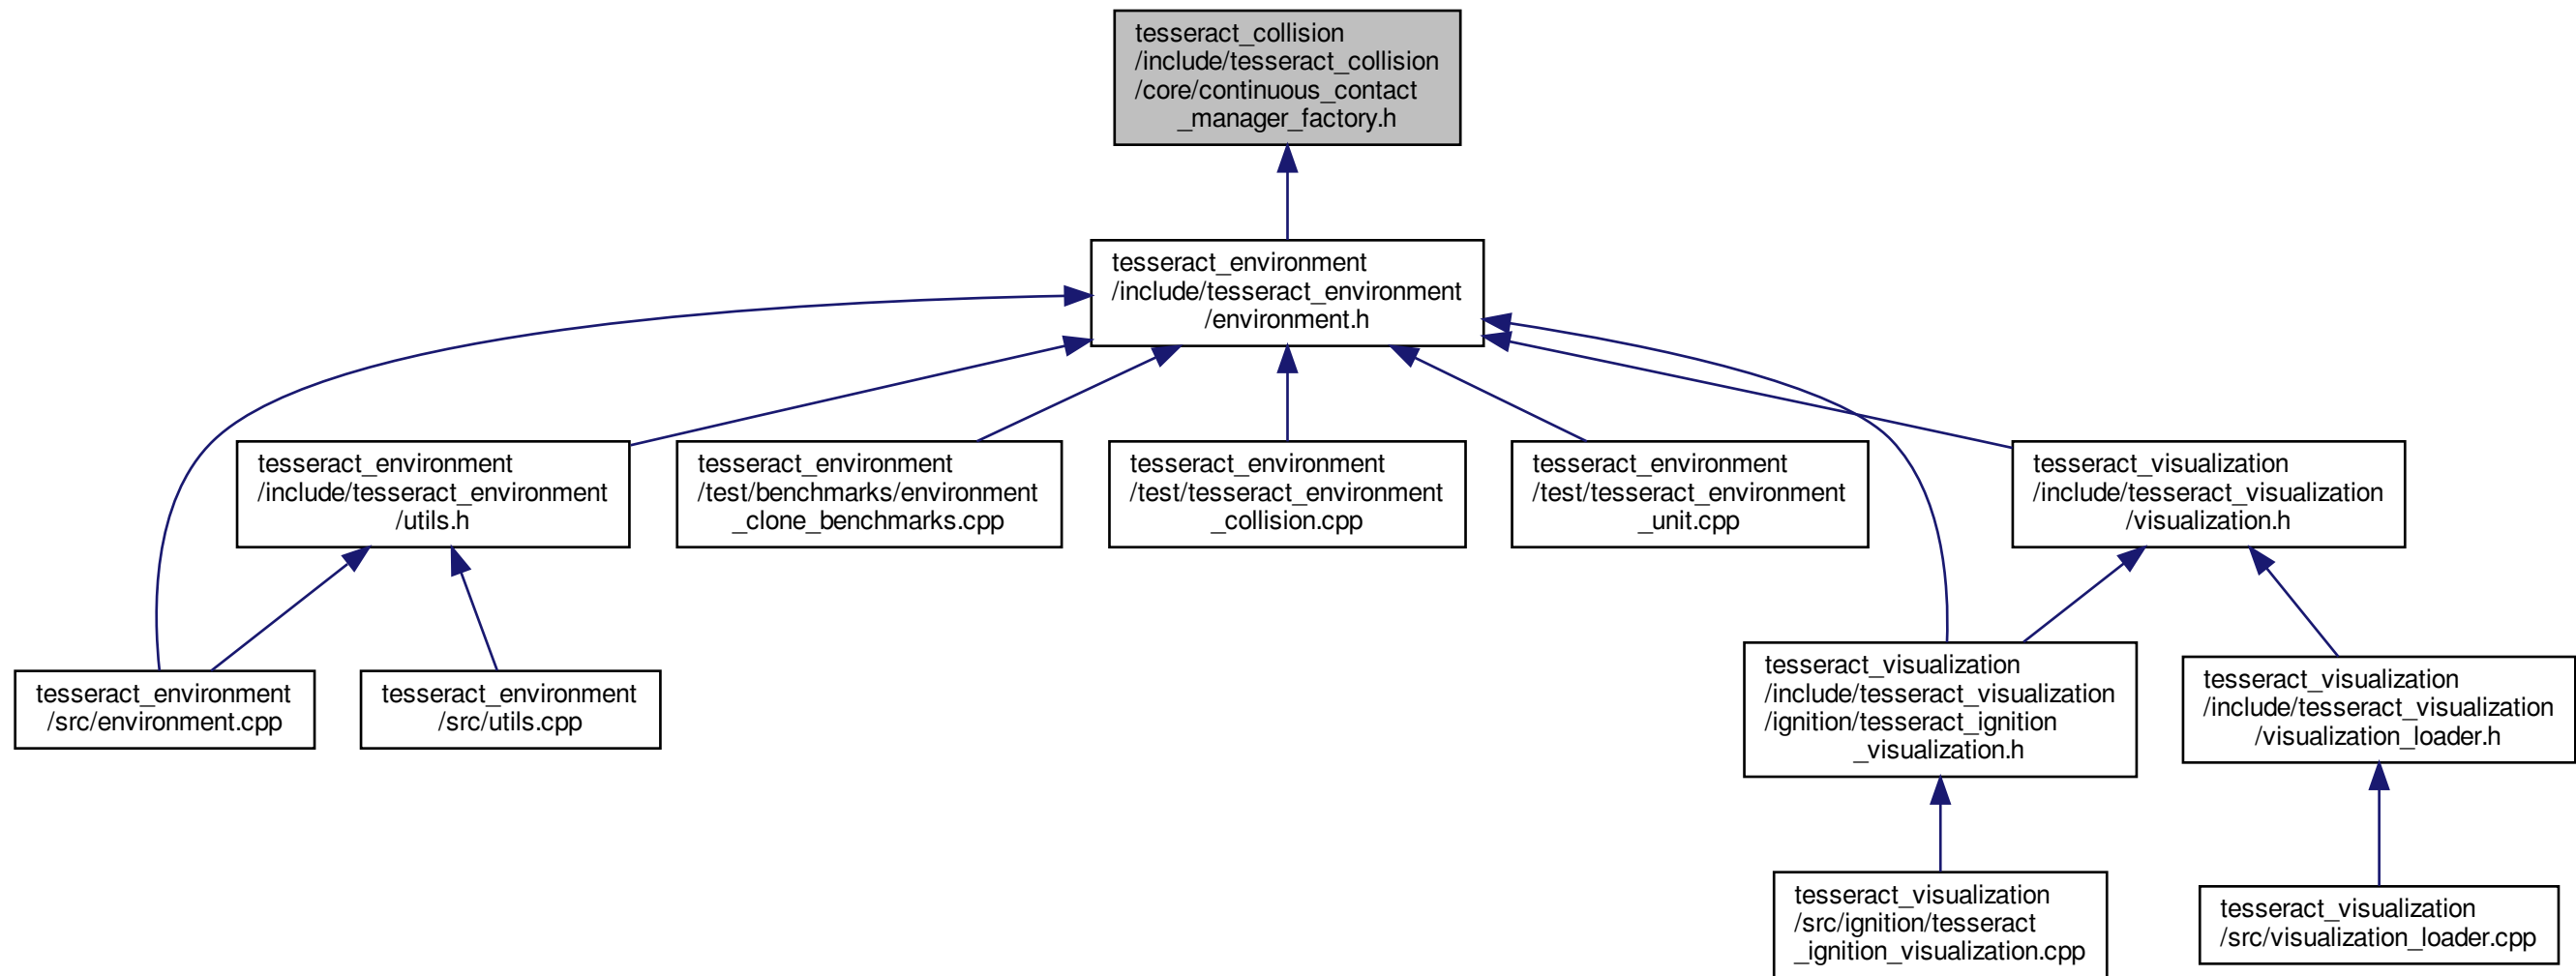 tesseract_collision
/include/tesseract_collision
/core/continuous_contact
_manager_factory.h
tesseract_environment
/include/tesseract_environment
/environment.h
tesseract_environment
/include/tesseract_environment
/utils.h
tesseract_environment
/test/benchmarks/environment
_clone_benchmarks.cpp
tesseract_environment
/test/tesseract_environment
_collision.cpp
tesseract_environment
/test/tesseract_environment
_unit.cpp
tesseract_visualization
/include/tesseract_visualization
/visualization.h
tesseract_environment
/src/environment.cpp
tesseract_environment
/src/utils.cpp
tesseract_visualization
/include/tesseract_visualization
/ignition/tesseract_ignition
_visualization.h
tesseract_visualization
/include/tesseract_visualization
/visualization_loader.h
tesseract_visualization
/src/ignition/tesseract
_ignition_visualization.cpp
tesseract_visualization
/src/visualization_loader.cpp